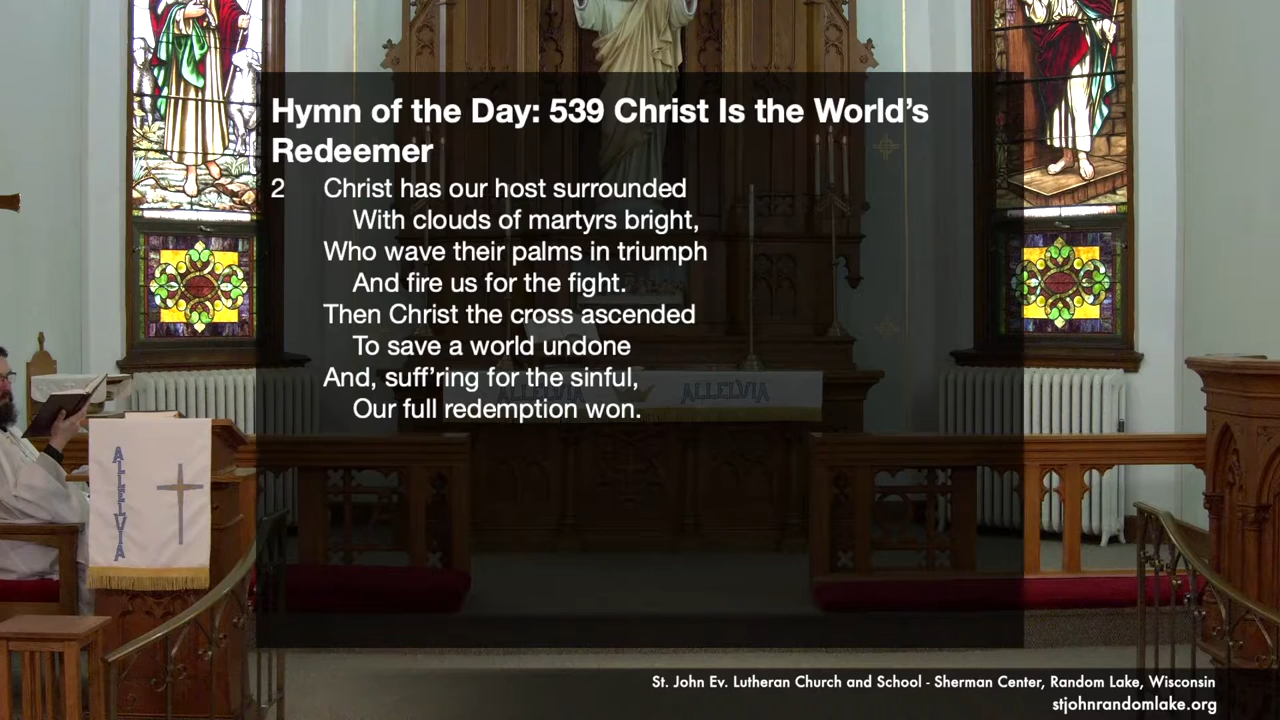 Hymn of the Day: 539 Christ Is the World’s
Redeemer
2 Christ has our host surrounded
With clouds of martyrs bright,
Who wave their palms in triumph
And fire us for the fight.
Then Christ the cross ascended
To save a world undone
And, suff’ring for the sinful,
Our full redemption won.
ALLELVIA
ALLELVIA
ALLELVIA
St. John Ev. Lutheran Church and School - Sherman Center, Random Lake, Wisconsin
stjohnrandomlake.org